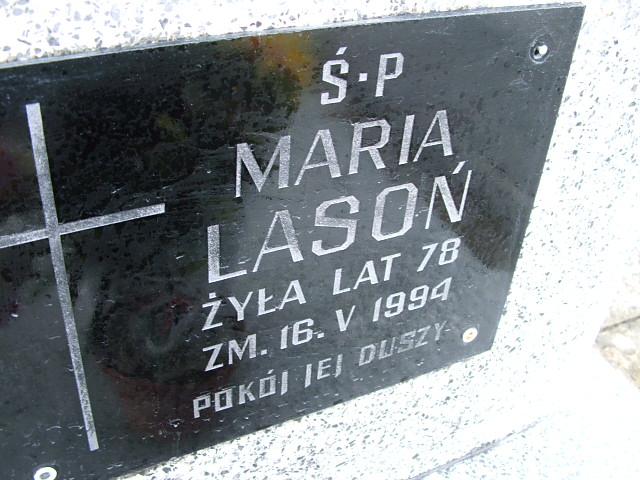 Ś·P
MARIA
LASOŃ
ŻYŁA LAT 78
ZM. 16. V 1994
POKÓJ JEJ DUSZY